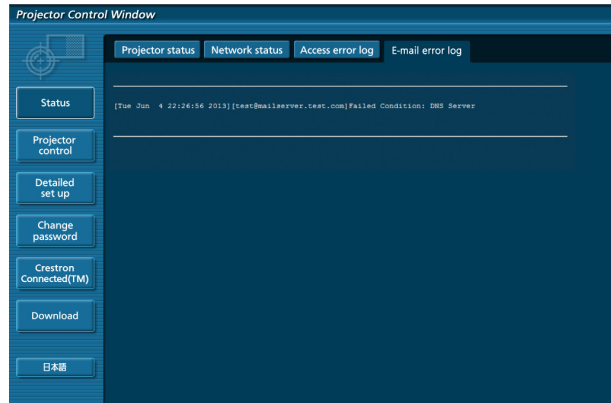 Projector Control Window
Projector status Network status Access error log E-mail error log
[Tue Jun  4 22:26:56 2013][test@mailserver.test.com]Failed Condition: DNS Server
Status
Projector
control
Detailed
set up
Change
password
Crestron
Connected(TM)
Download
日本語